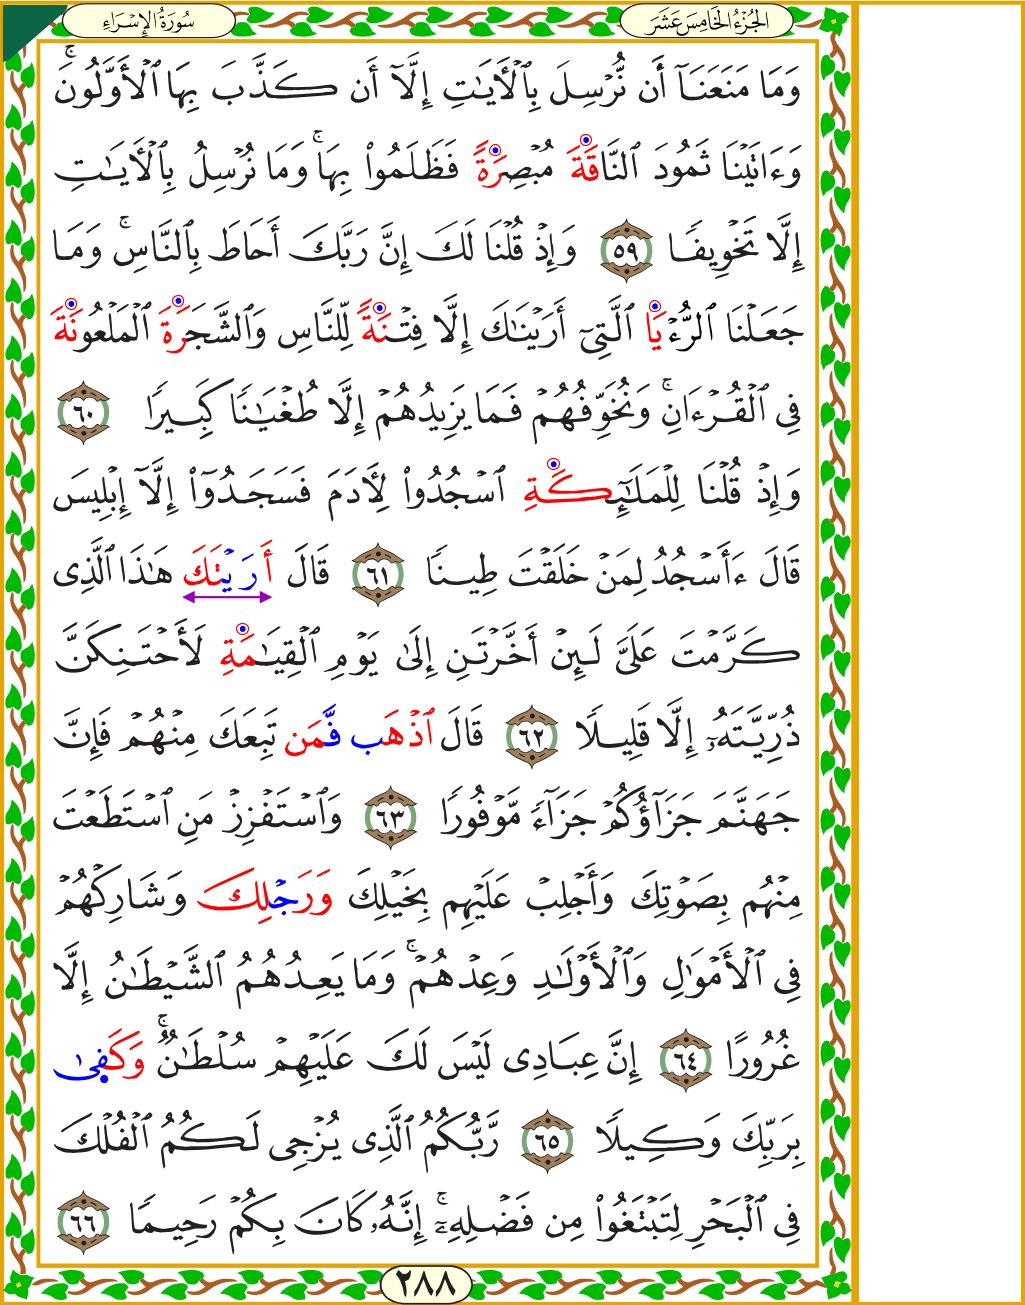 الجُزْءُ الخَامِسَ عَشَرَ
سُورَةُ الإِسْرَاءِ
وَمَا مَنَعَنَآ أَن نُّرْسِلَ بِٱلْأَيَٰتِ إِلَّآ أَن كَذَّبَ بِهَا ٱلْأَوَّلُونَۚ
وَءَاتَيْنَا ثَمُودَ ٱلنَّاقَةَ مُبْصِرَةً فَظَلَمُوا۟ بِهَاۚ وَمَا نُرْسِلُ بِٱلْأَيَٰتِ
إِلَّا تَخْوِيفًا ٥٩ وَإِذْ قُلْنَا لَكَ إِنَّ رَبَّكَ أَحَاطَ بِٱلنَّاسِۚ وَمَا
جَعَلْنَا ٱلرُّءْيَا ٱلَّتِىٓ أَرَيْنَٰكَ إِلَّا فِتْنَةً لِّلنَّاسِ وَٱلشَّجَرَةَ ٱلْمَلْعُونَةَ
فِى ٱلْقُرْءَانِۚ وَنُخَوِّفُهُمْ فَمَا يَزِيدُهُمْ إِلَّا طُغْيَٰنًا كَبِيرًا ٦٠
وَإِذْ قُلْنَا لِلْمَلَٰٓئِكَةِ ٱسْجُدُوا۟ لِأَدَمَ فَسَجَدُوٓا۟ إِلَّآ إِبْلِيسَ
قَالَ ءَأَسْجُدُ لِمَنْ خَلَقْتَ طِينًا ٦١ قَالَ أَرَيْتَكَ هَٰذَا ٱلَّذِى
كَرَّمْتَ عَلَىَّ لَئِنْ أَخَّرْتَنِ إِلَىٰ يَوْمِ ٱلْقِيَٰمَةِ لَأَحْتَنِكَنَّ
ذُرِّيَّتَهُۥٓ إِلَّا قَلِيلًا ٦٢ قَالَ ٱذْهَب فَّمَن تَبِعَكَ مِنْهُمْ فَإِنَّ
جَهَنَّمَ جَزَآؤُكُمْ جَزَآءً مَّوْفُورًا ٦٣ وَٱسْتَفْزِزْ مَنِ ٱسْتَطَعْتَ
مِنْهُم بِصَوْتِكَ وَأَجْلِبْ عَلَيْهِم بِخَيْلِكَ وَرَجْلِكَ وَشَارِكْهُمْ
فِى ٱلْأَمْوَٰلِ وَٱلْأَوْلَٰدِ وَعِدْهُمْۚ وَمَا يَعِدُهُمُ ٱلشَّيْطَٰنُ إِلَّا
غُرُورًا ٦٤ إِنَّ عِبَادِى لَيْسَ لَكَ عَلَيْهِمْ سُلْطَٰنٌۚ وَكَفِىٰ
بِرَبِّكَ وَكِيلًا ٦٥ رَّبُّكُمُ ٱلَّذِى يُزْجِى لَكُمُ ٱلْفُلْكَ
فِى ٱلْبَحْرِ لِتَبْتَغُوا۟ مِن فَضْلِهِۦٓۚ إِنَّهُۥ كَانَ بِكُمْ رَحِيمًا ٦٦
٢٨٨